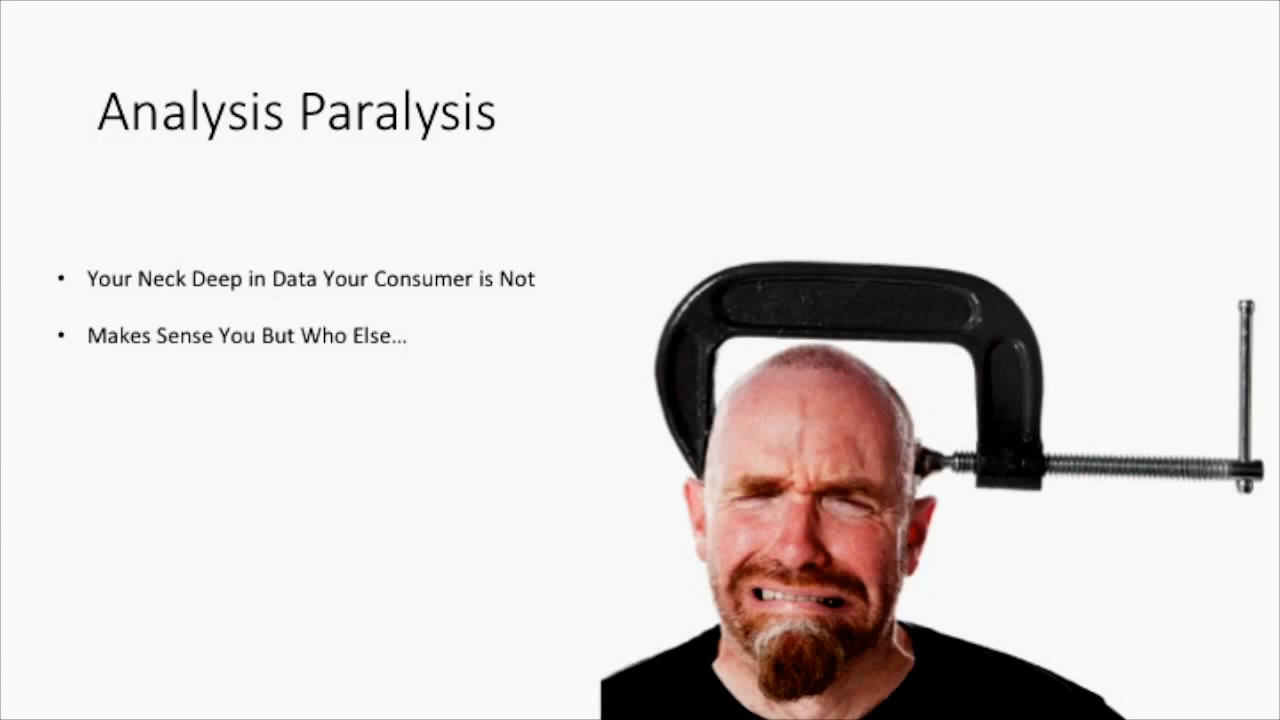 Analysis Paralysis
• Your Neck Deep in Data Your Consumer is Not
• Makes Sense You But Who Else...